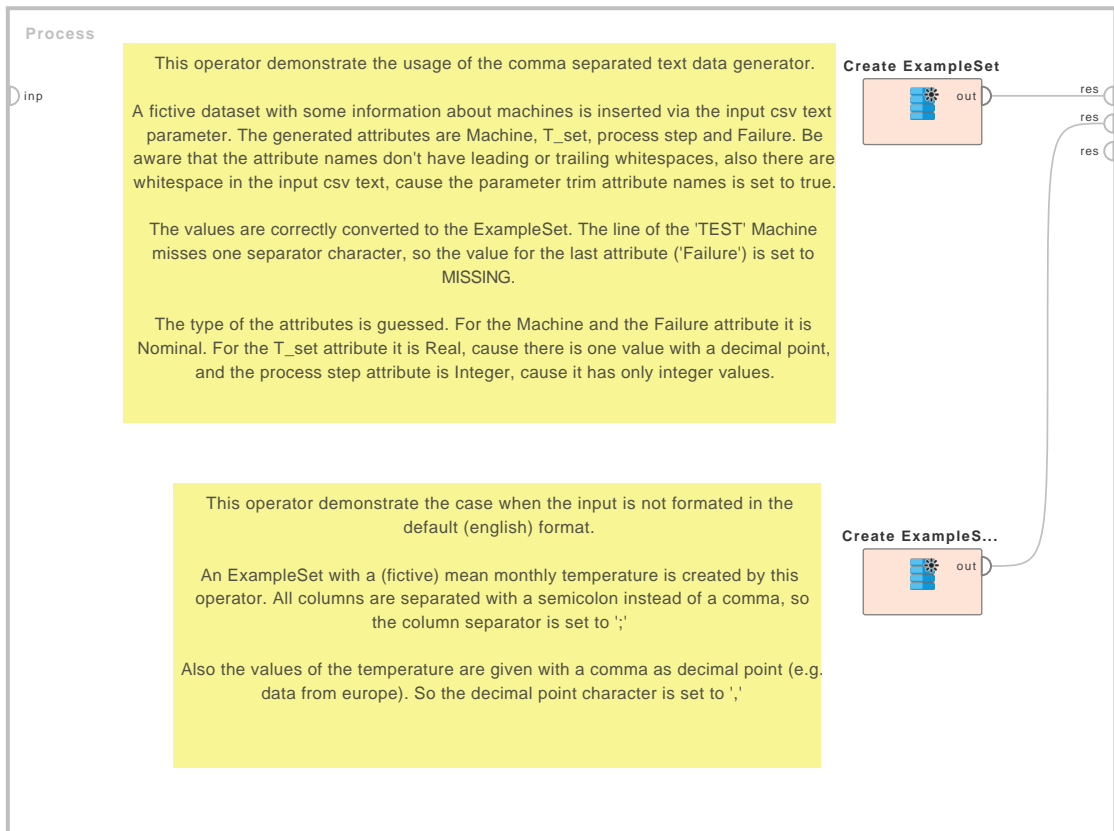 Process
inp
This operator demonstrate the usage of the comma separated text data generator.
A fictive dataset with some information about machines is inserted via the input csv text
parameter. The generated attributes are Machine, T_set, process step and Failure. Be
aware that the attribute names don't have leading or trailing whitespaces, also there are
whitespace in the input csv text, cause the parameter trim attribute names is set to true.
The values are correctly converted to the ExampleSet. The line of the 'TEST' Machine
misses one separator character, so the value for the last attribute ('Failure') is set to
MISSING.
The type of the attributes is guessed. For the Machine and the Failure attribute it is
Nominal. For the T_set attribute it is Real, cause there is one value with a decimal point,
and the process step attribute is Integer, cause it has only integer values.
Create ExampleSet
out
res
res
res
This operator demonstrate the case when the input is not formated in the
default (english) format.
An ExampleSet with a (fictive) mean monthly temperature is created by this
operator. All columns are separated with a semicolon instead of a comma, so
the column separator is set to ';'
Also the values of the temperature are given with a comma as decimal point (e.g.
data from europe). So the decimal point character is set to ','
Create ExampleS...
out